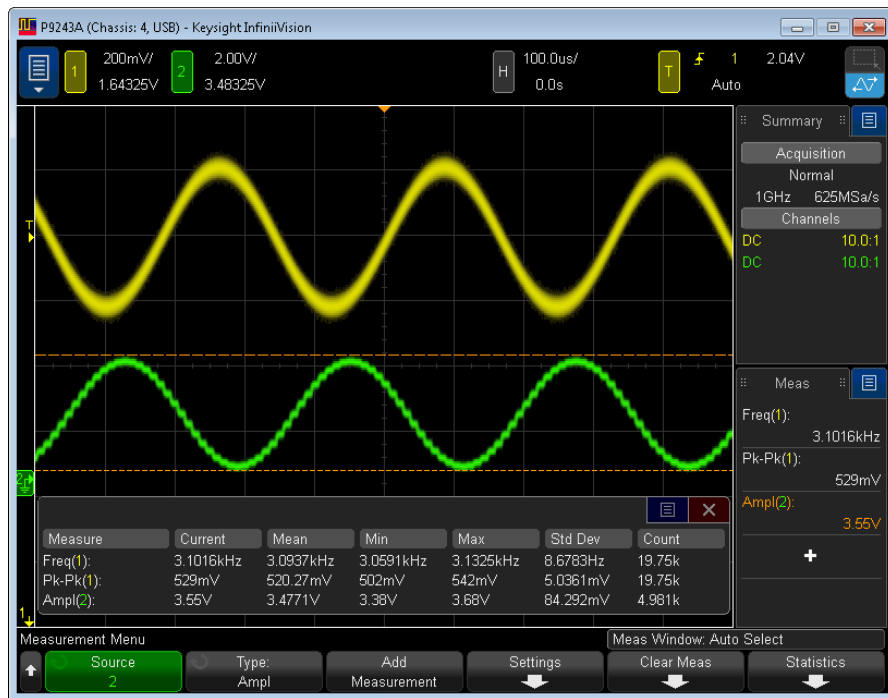 P9243A (Chassis: 4, USB) - Keysight InfiniiVision
1 200mV/ 2 2.00V/ H 100.0us/ T 1 2.04V
1.64325V 3.48325V 0.0s Auto
Summary
Acquisition
Normal
1GHz 625MSa/s
Channels
DC 10.0:1
DC 10.0:1
T
2
1
Meas
Freq(1):
3.1016kHz
Pk-Pk(1):
529mV
Ampl(2):
3.55V
+
Measure Current Mean Min Max Std Dev Count
Freq(1): 3.1016kHz 3.0937kHz 3.0591kHz 3.1325kHz 8.6783Hz 19.75k
Pk-Pk(1): 529mV 520.27mV 502mV 542mV 5.0361mV 19.75k
Ampl(2): 3.55V 3.4771V 3.38V 3.68V 84.292mV 4.981k
Measurement Menu Meas Window: Auto Select
Source Type: Add Settings Clear Meas Statistics
2 Ampl Measurement